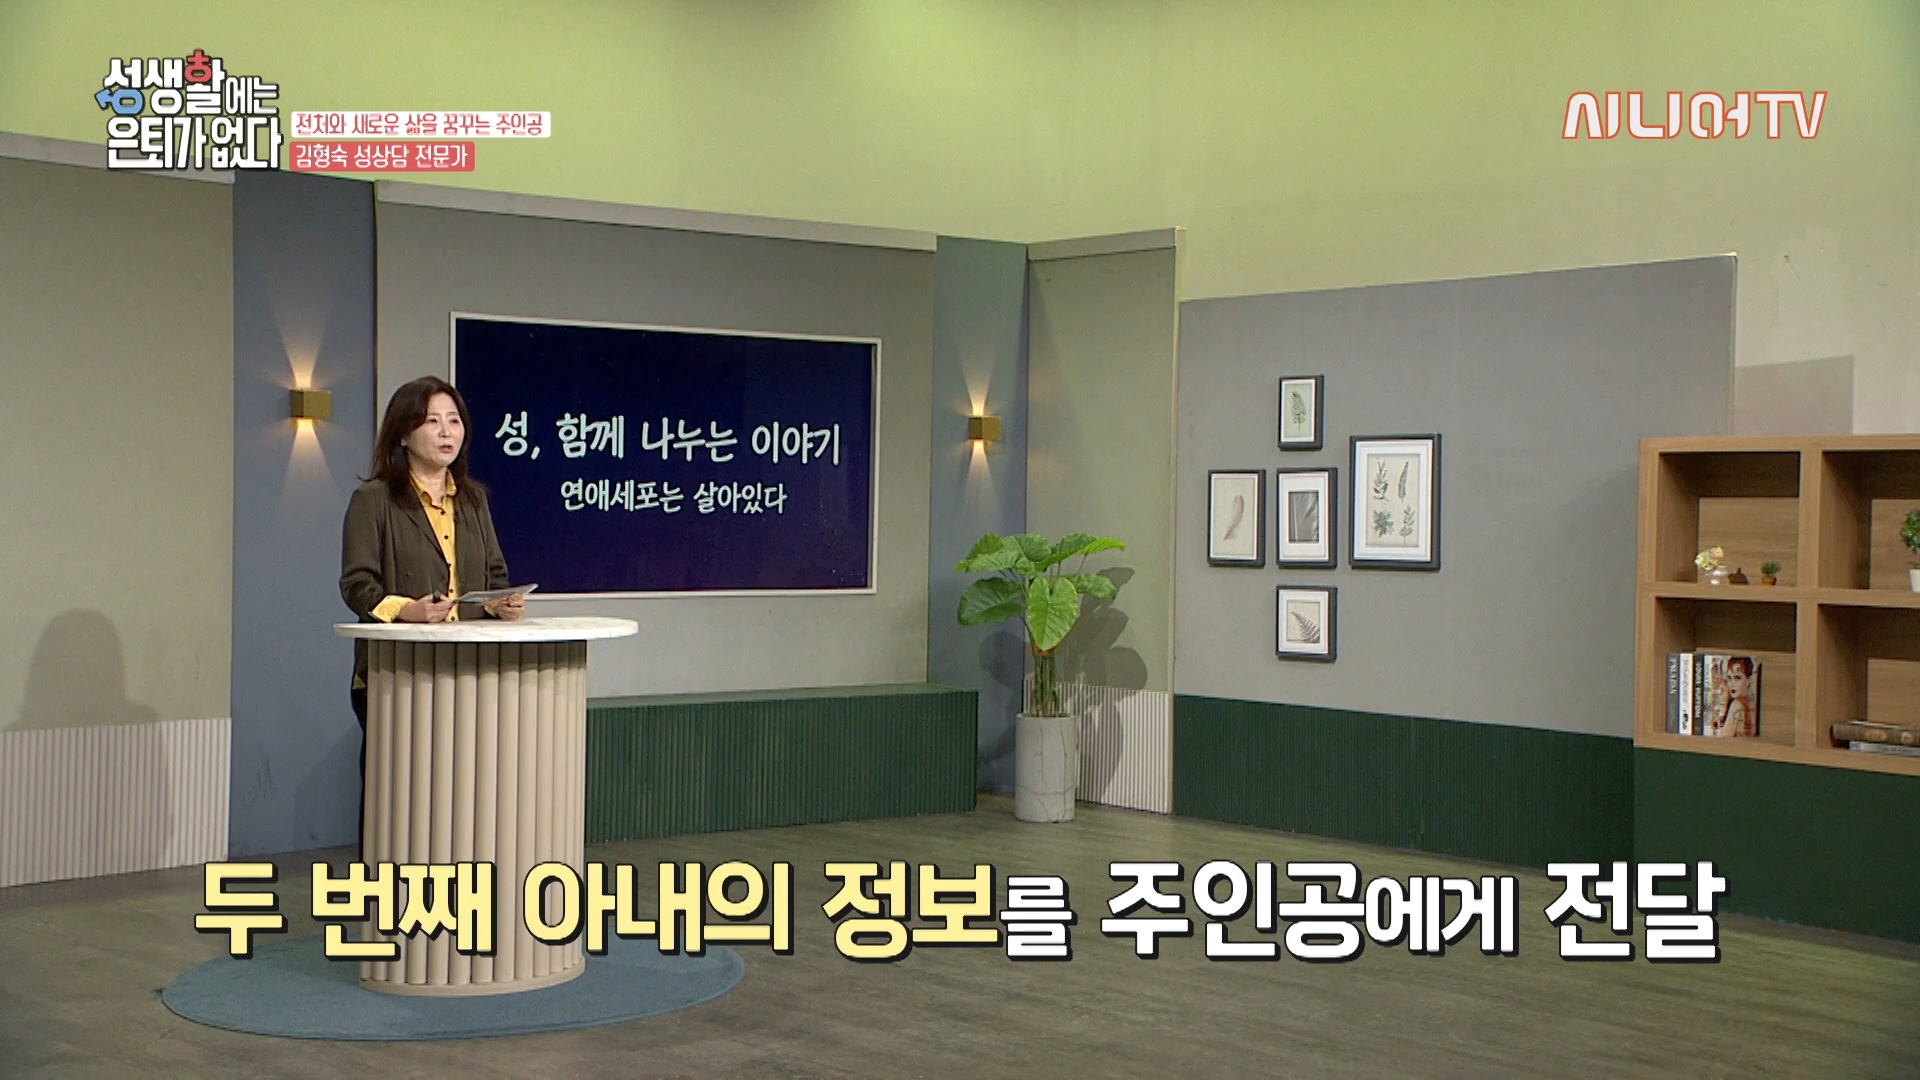 성생활에는
은퇴가 없다
전처와 새로운 삶을 꿈꾸는 주인공
김형숙 성상담 전문가
시니어TV
성, 함께 나누는 이야기
연애세포는 살아있다
PRADA
두 번째 아내의 정보를 주인공에게 전달